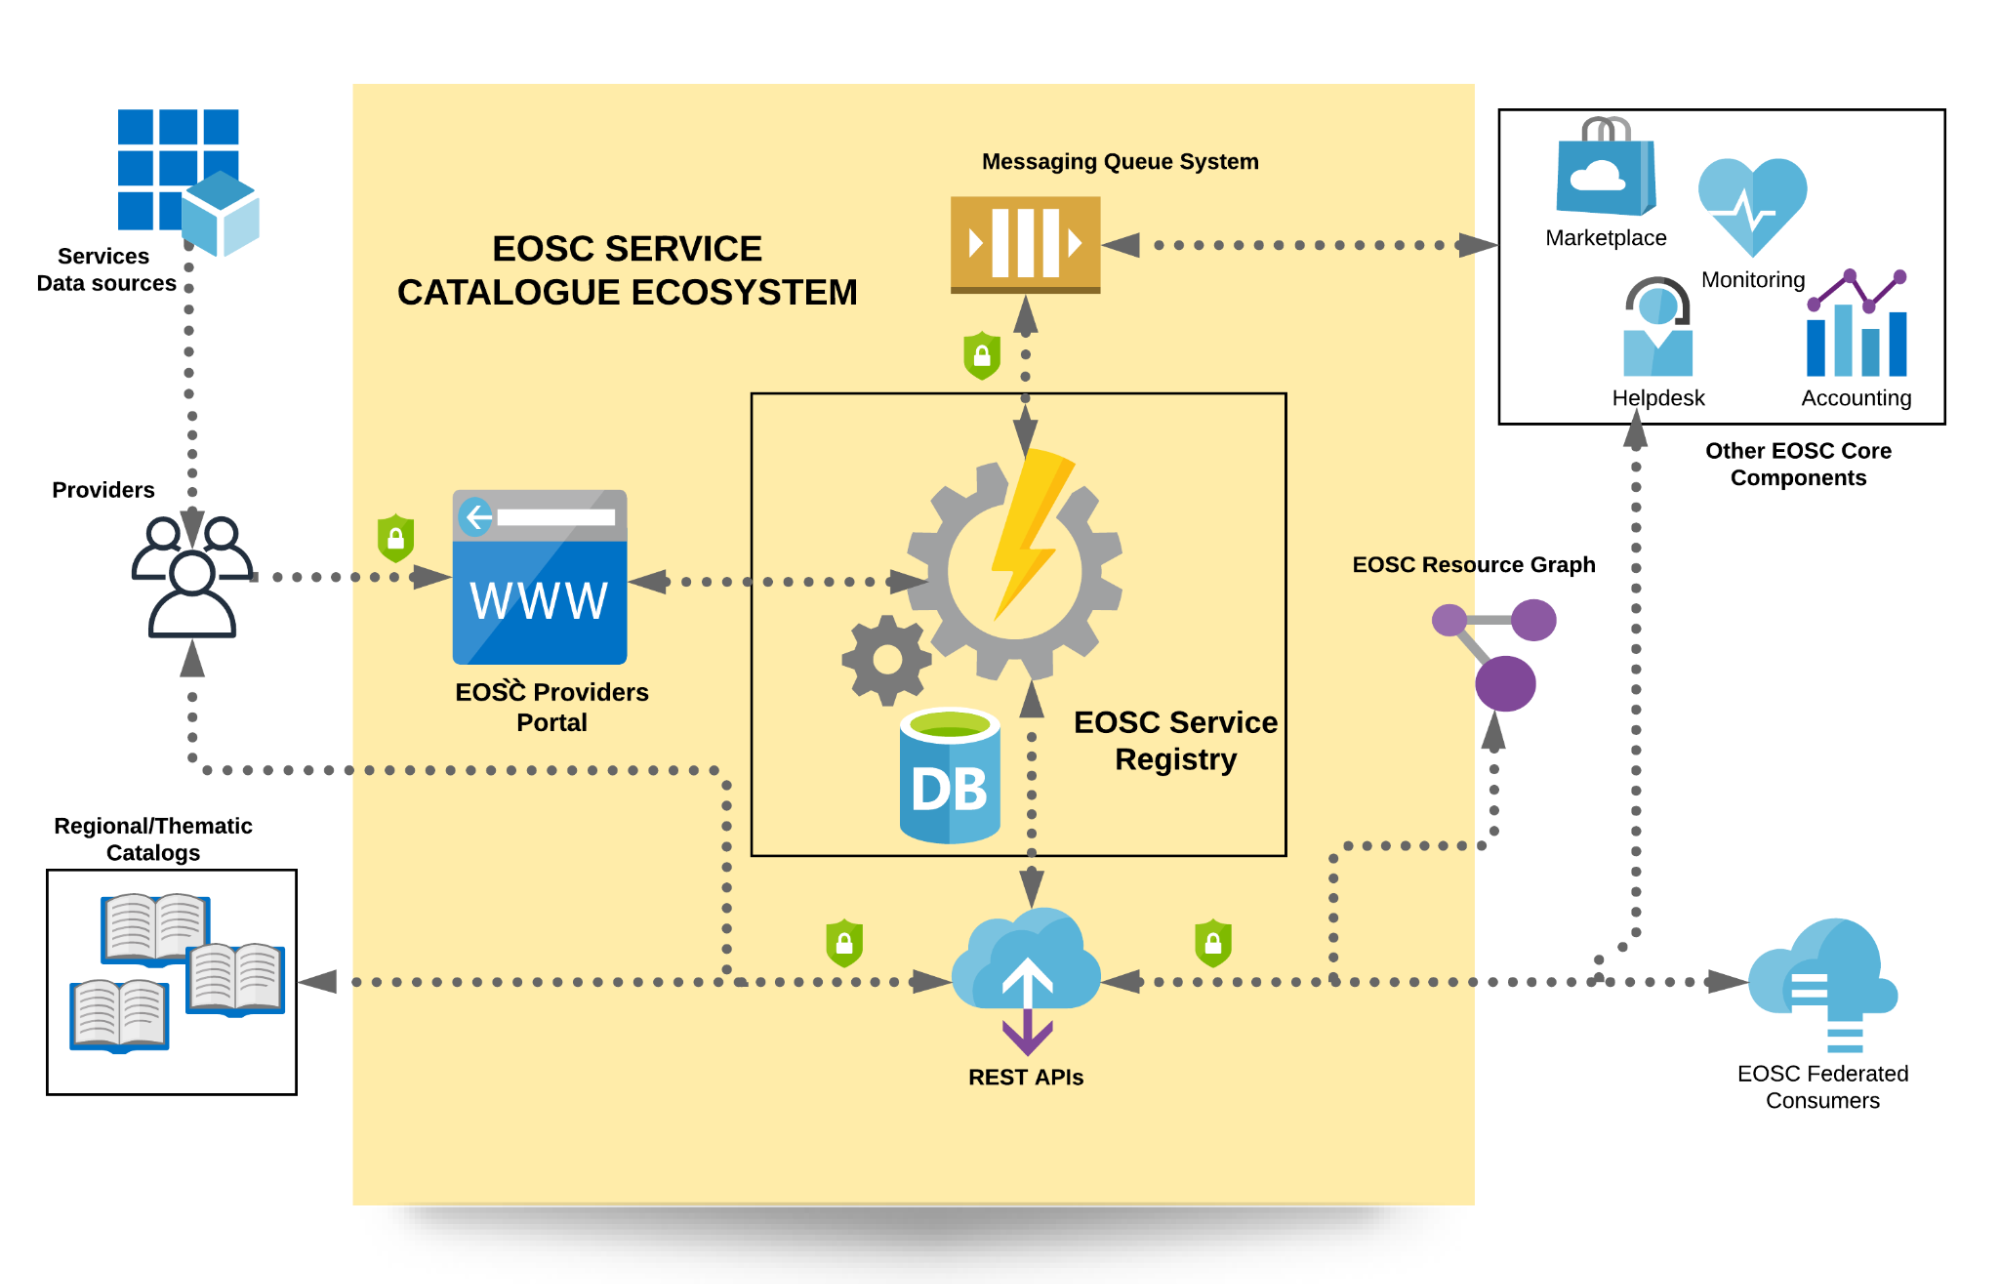 Messaging Queue System
EOSC SERVICE
CATALOGUE ECOSYSTEM
Services
Data sources
Marketplace
Monitoring
Helpdesk
Accounting
Other EOSC Core
Components
Providers
WWW
EOSC Providers
Portal
EOSC Resource Graph
EOSC Service
Registry
DB
Regional/Thematic
Catalogs
REST APIs
EOSC Federated
Consumers